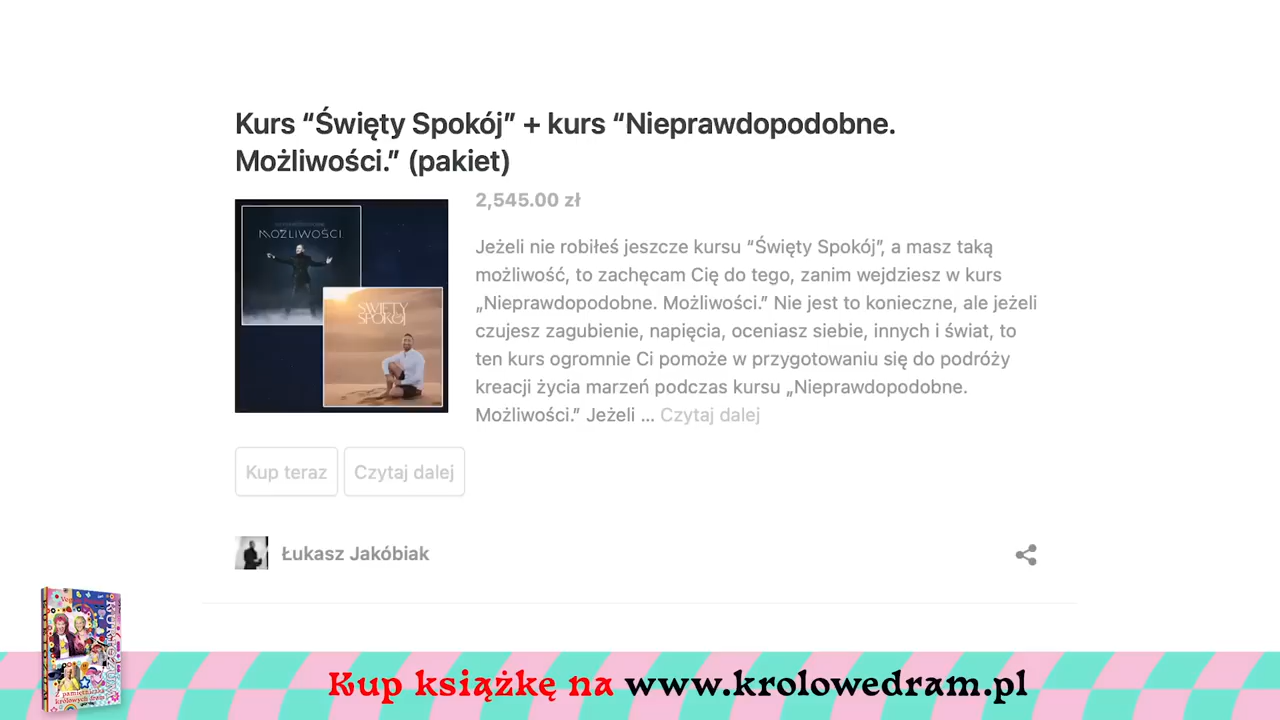 Kurs “Święty Spokój” + kurs “Nieprawdopodobne.
Możliwości.” (pakiet)
2,545.00 zł
MOŻLIWOŚCI.
ŚWIĘTY
SPOKÓJ
Jeżeli nie robiłeś jeszcze kursu “Święty Spokój”, a masz taką
możliwość, to zachęcam Cię do tego, zanim wejdziesz w kurs
„Nieprawdopodobne. Możliwości.” Nie jest to konieczne, ale jeżeli
czujesz zagubienie, napięcia, oceniasz siebie, innych i świat, to
ten kurs ogromnie Ci pomoże w przygotowaniu się do podróży
kreacji życia marzeń podczas kursu „Nieprawdopodobne.
Możliwości.” Jeżeli ... Czytaj dalej
Kup teraz
Czytaj dalej
Łukasz Jakóbiak
Z pamiętniczka
królowych dram
Kup książkę na www.krolowedram.pl